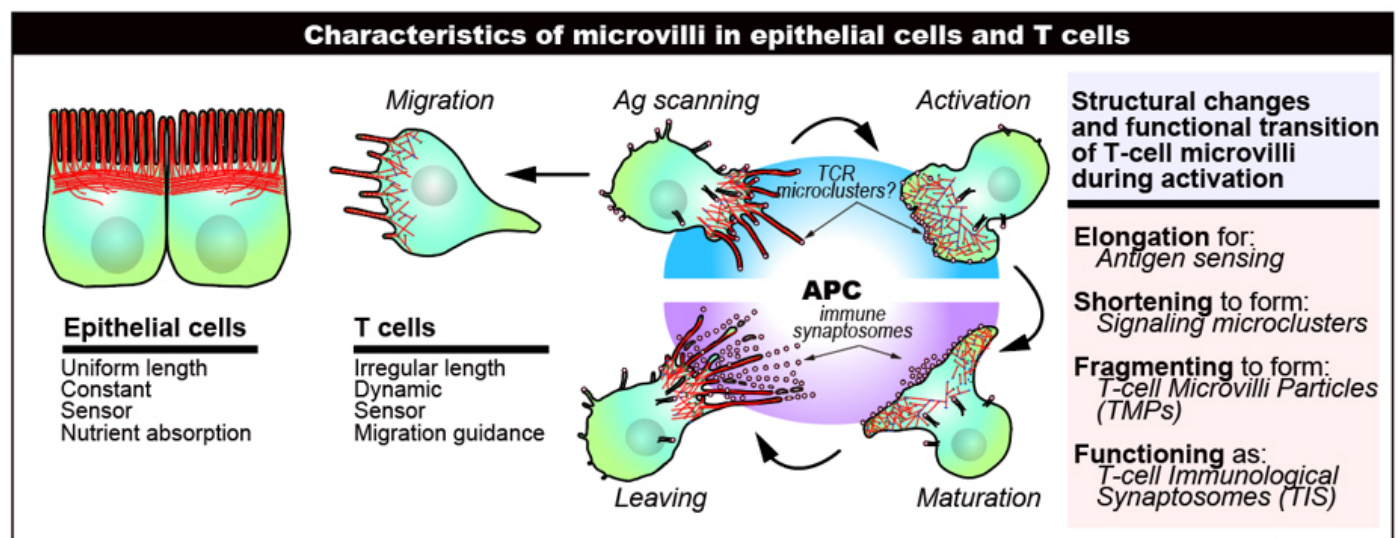 Characteristics of microvilli in epithelial cells and T cells
Migration
Ag scanning
Activation
TCR
microclusters?
APC
immune
synaptosomes
Leaving
Maturation
Epithelial cells
Uniform length
Constant
Sensor
Nutrient absorption
T cells
Irregular length
Dynamic
Sensor
Migration guidance
Structural changes
and functional transition
of T-cell microvilli
during activation
Elongation for:
Antigen sensing
Shortening to form:
Signaling microclusters
Fragmenting to form:
T-cell Microvilli Particles
(TMPs)
Functioning as:
T-cell Immunological
Synaptosomes (TIS)